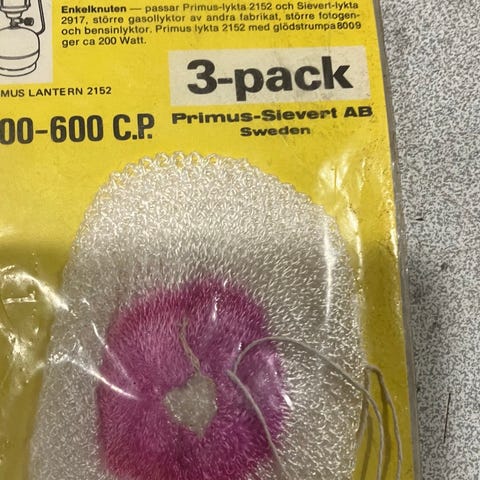 Enkelknuten — passar Primus-lykta 2152 och Sievert-lykta
2917, större gasollyktor av andra fabrikat, större fotogen-
och bensinlyktor. Primus lykta 2152 med glödstrumpa 8009
ger ca 200 Watt.
3-pack
MUS LANTERN 2152
00-600 C.P.
Primus-Sievert AB
Sweden